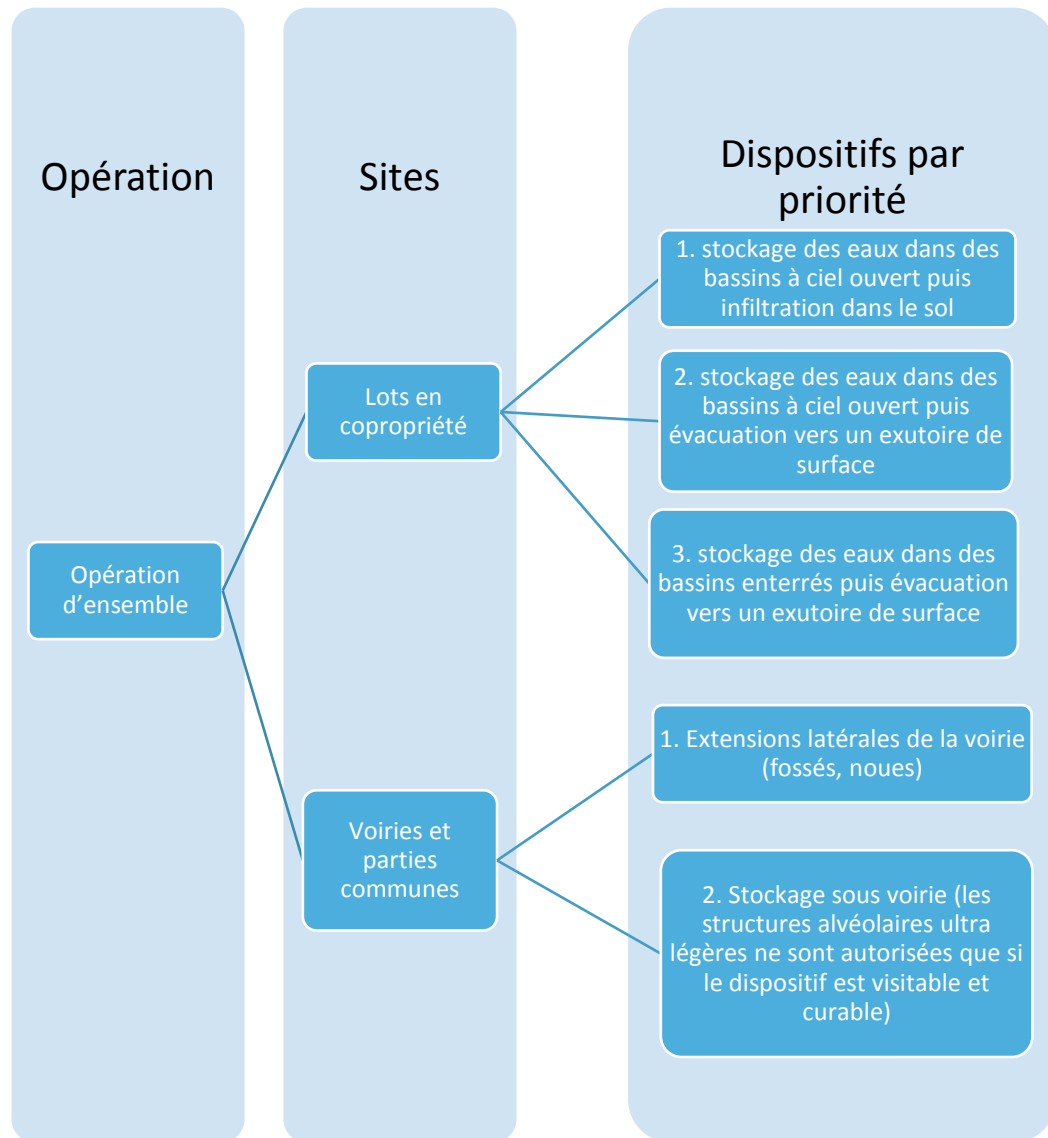 Opération
Sites
Dispositifs par
priorité
Opération
d’ensemble
Lots en
copropriété
1. stockage des eaux dans des
bassins à ciel ouvert puis
infiltration dans le sol
2. stockage des eaux dans des
bassins à ciel ouvert puis
évacuation vers un exutoire de
surface
3. stockage des eaux dans des
bassins enterrés puis évacuation
vers un exutoire de surface
Voiries et
parties
communes
1. Extensions latérales de la voirie
(fossés, noues)
2. Stockage sous voirie (les
structures alvéolaires ultra
légères ne sont autorisées que si
le dispositif est visitable et
curable)